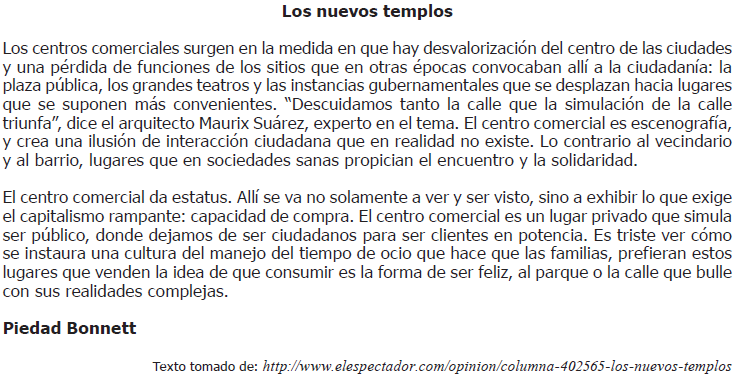 Los nuevos templos
Los centros comerciales surgen en la medida en que hay desvalorización del centro de las ciudades
y una pérdida de funciones de los sitios que en otras épocas convocaban allí a la ciudadanía: la
plaza pública, los grandes teatros y las instancias gubernamentales que se desplazan hacia lugares
que se suponen más convenientes. “Descuidamos tanto la calle que la simulación de la calle
triunfa”, dice el arquitecto Maurix Suárez, experto en el tema. El centro comercial es escenografía,
y crea una ilusión de interacción ciudadana que en realidad no existe. Lo contrario al vecindario
y al barrio, lugares que en sociedades sanas propician el encuentro y la solidaridad.
El centro comercial da estatus. Allí se va no solamente a ver y ser visto, sino a exhibir lo que exige
el capitalismo rampante: capacidad de compra. El centro comercial es un lugar privado que simula
ser público, donde dejamos de ser ciudadanos para ser clientes en potencia. Es triste ver cómo
se instaura una cultura del manejo del tiempo de ocio que hace que las familias, prefieran estos
lugares que venden la idea de que consumir es la forma de ser feliz, al parque o la calle que bulle
con sus realidades complejas.
Piedad Bonnett
Texto tomado de: http://www.elespectador.com/opinion/columna-402565-los-nuevos-templos